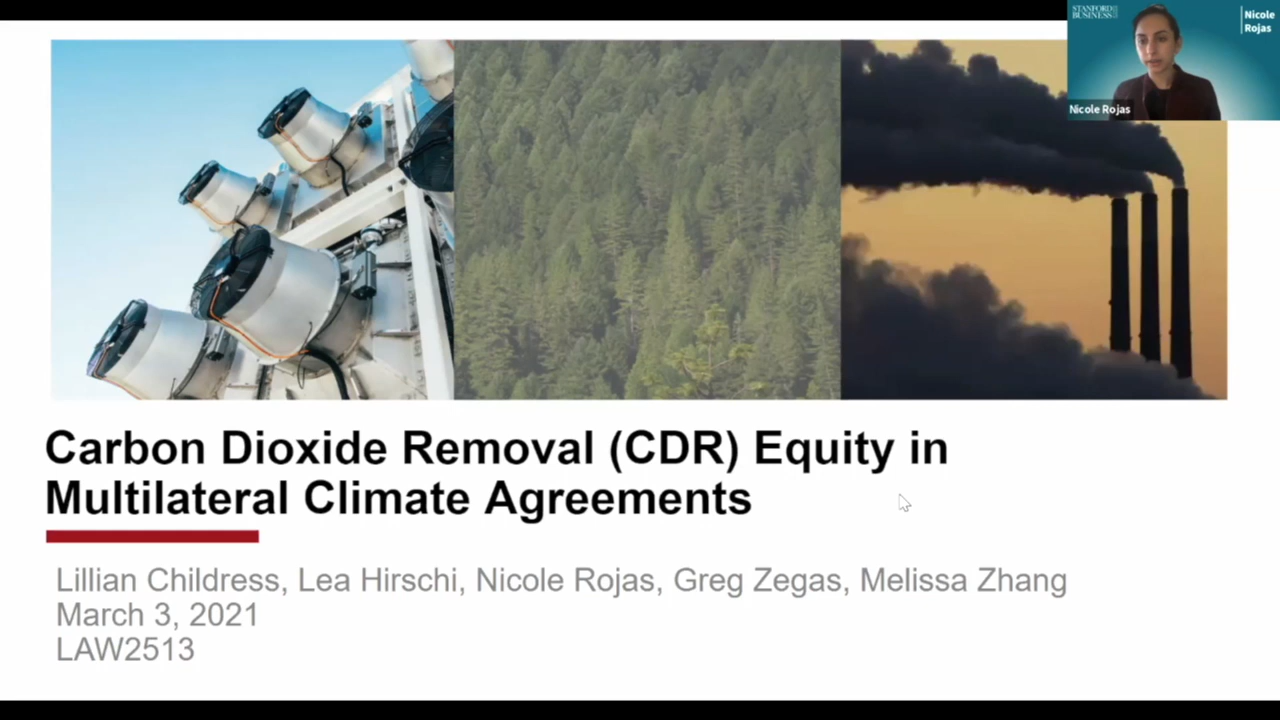 STANFORD
BUSINESS
Nicole
Rojas
Nicole Rojas
Carbon Dioxide Removal (CDR) Equity in
Multilateral Climate Agreements
Lillian Childress, Lea Hirschi, Nicole Rojas, Greg Zegas, Melissa Zhang
March 3, 2021
LAW2513